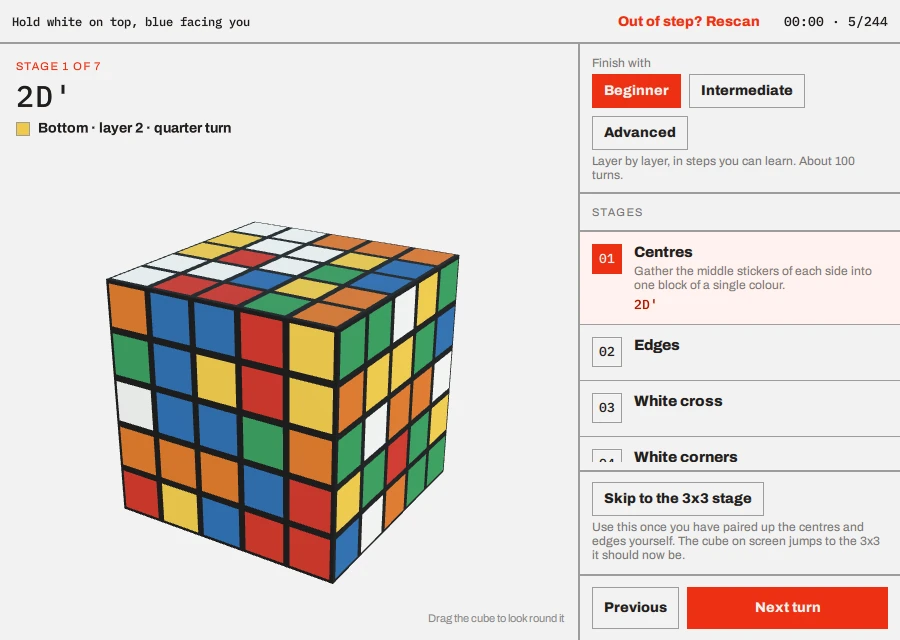 Hold white on top, blue facing you
Out of step? Rescan
00:00 · 5/244
STAGE 1 OF 7
2D'
Bottom · layer 2 · quarter turn
Drag the cube to look round it
Finish with
Beginner
Intermediate
Advanced
Layer by layer, in steps you can learn. About 100
turns.
STAGES
01
Centres
Gather the middle stickers of each side into
one block of a single colour.
2D'
02
Edges
03
White cross
White corners
Skip to the 3x3 stage
Use this once you have paired up the centres and
edges yourself. The cube on screen jumps to the 3x3
it should now be.
Previous
Next turn